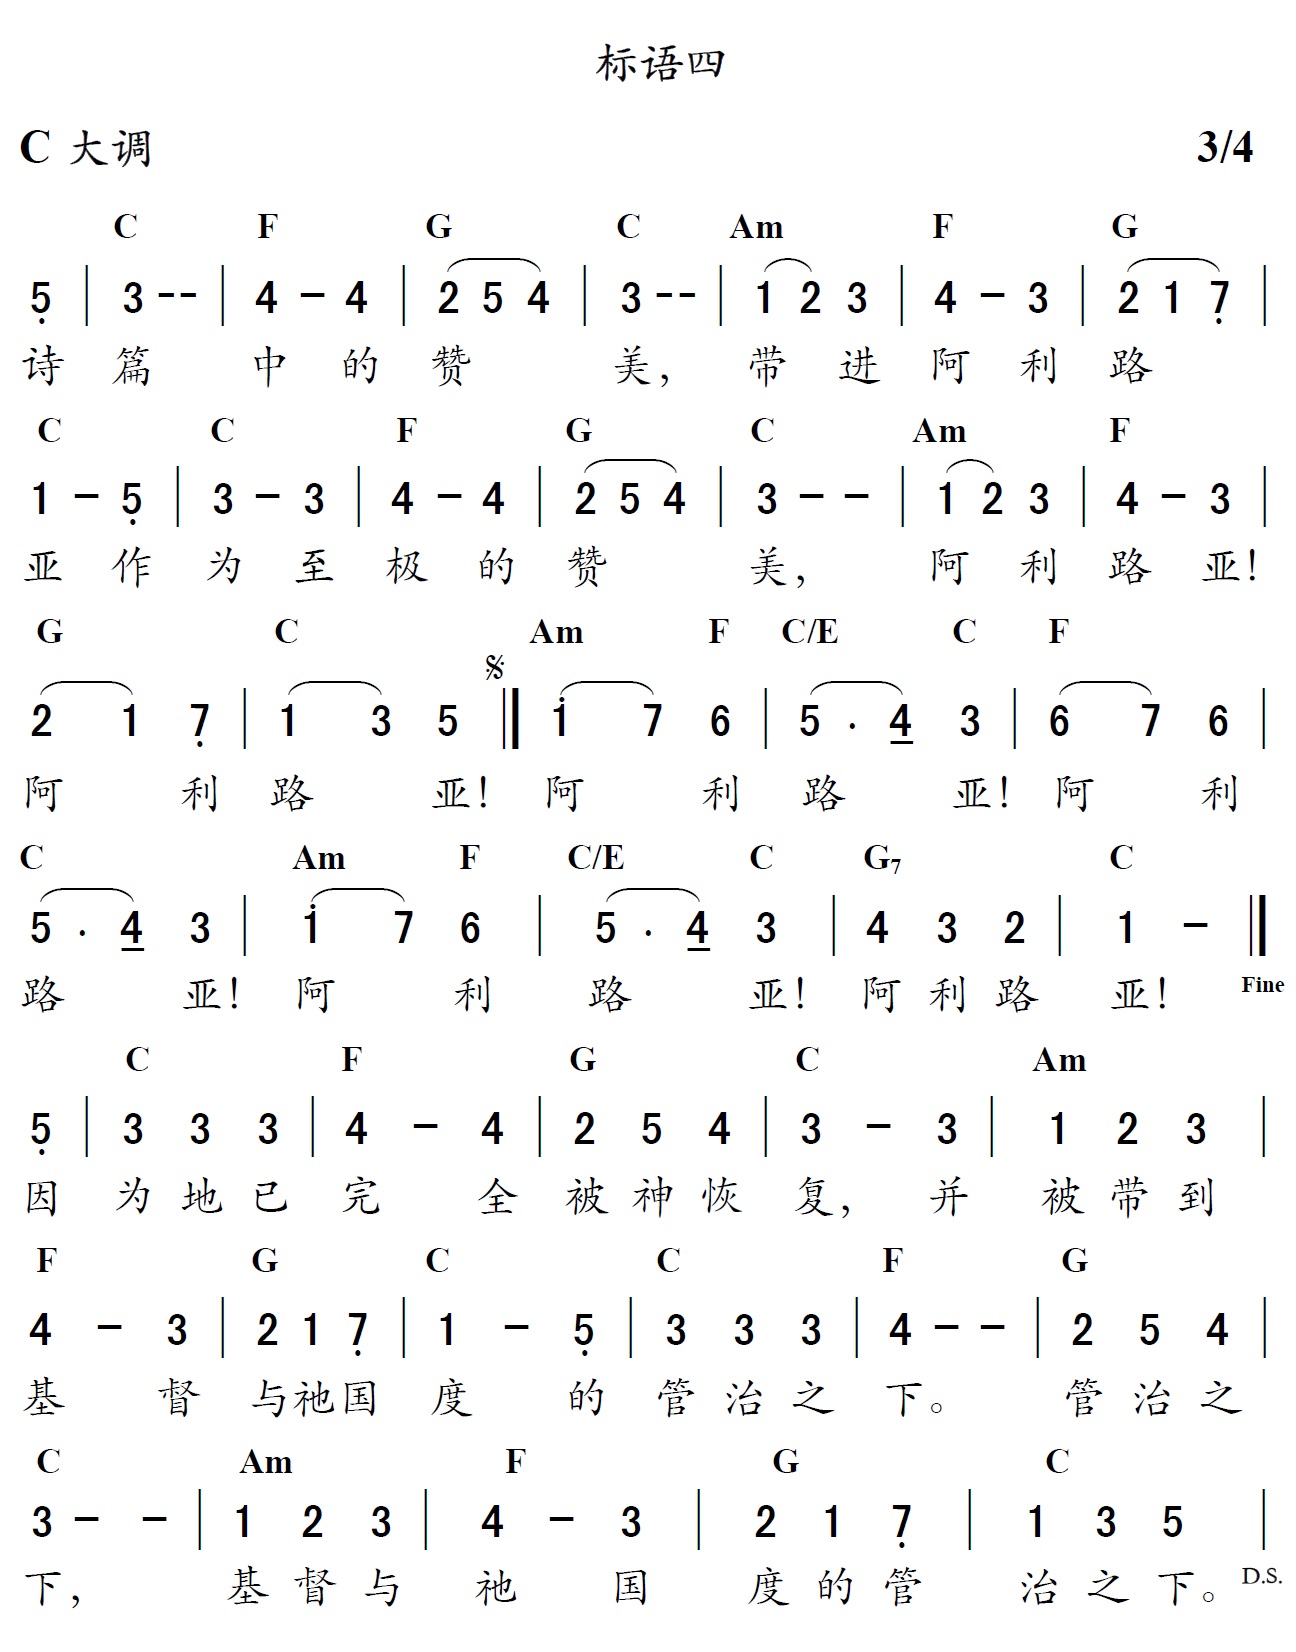 标语四
C 大调 3/4
C F G C Am F G
5 | 3 - - | 4 - 4 | 2 5 4 | 3 - - | 1 2 3 | 4 - 3 | 2 1 7 |
诗 篇 中 的 赞 美, 带 进 阿 利 路
C C F G C Am F
1 - 5 | 3 - 3 | 4 - 4 | 2 5 4 | 3 - - | 1 2 3 | 4 - 3 |
亚 作 为 至 极 的 赞 美, 阿 利 路 亚!
G C Am F C/E C F
2 1 7 | 1 3 5 𝄋 || 1 7 6 | 5 · 4 3 | 6 7 6 |
阿 利 路 亚! 阿 利 路 亚! 阿 利
C Am F C/E C G7 C
5 · 4 3 | 1 7 6 | 5 · 4 3 | 4 3 2 | 1 - ||
路 亚! 阿 利 路 亚! 阿 利 路 亚! Fine
C F G C Am
5 | 3 3 3 | 4 - 4 | 2 5 4 | 3 - 3 | 1 2 3 |
因 为 地 已 完 全 被 神 恢 复, 并 被 带 到
F G C C F G
4 - 3 | 2 1 7 | 1 - 5 | 3 3 3 | 4 - - | 2 5 4 |
基 督 与 祂 国 度 的 管 治 之 下。 管 治 之
C Am F G C
3 - - | 1 2 3 | 4 - 3 | 2 1 7 | 1 3 5 |
下, 基 督 与 祂 国 度 的 管 治 之 下。 D.S.